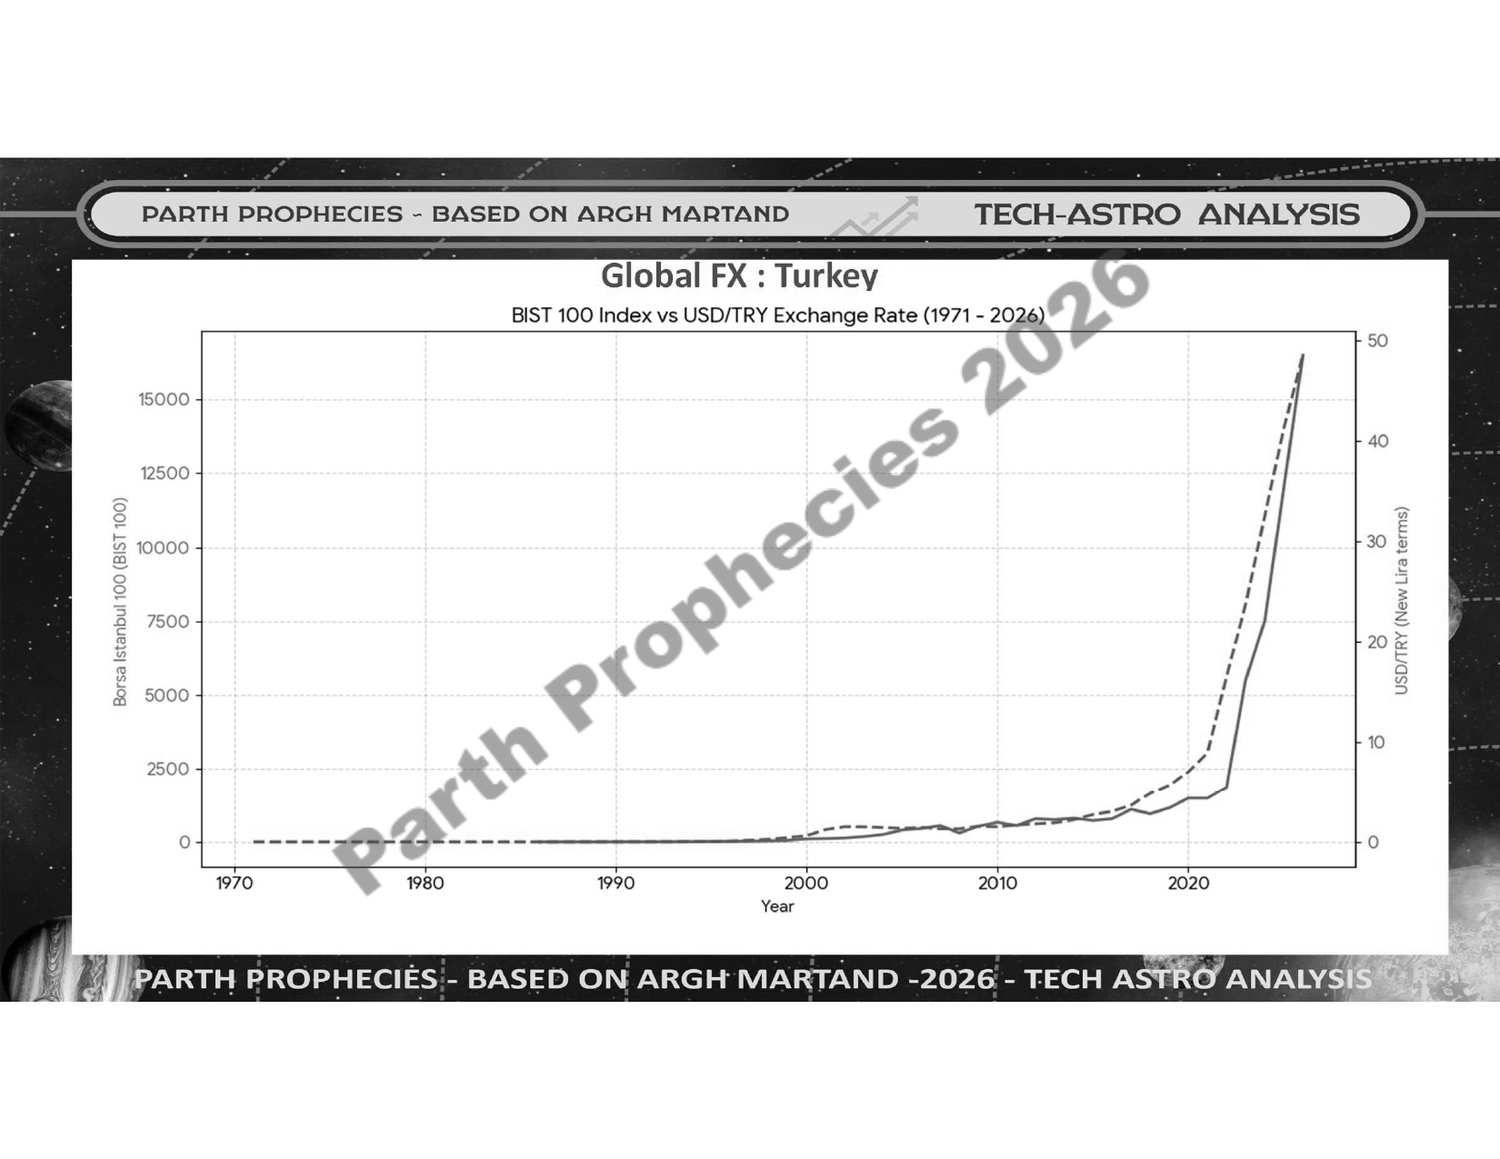 PARTH PROPHECIES ~ BASED ON ARGH MARTAND
TECH-ASTRO ANALYSIS
Global FX : Turkey
BIST 100 Index vs USD/TRY Exchange Rate (1971 - 2026)
Parth Prophecies 2026
Borsa Istanbul 100 (BIST 100)
15000
12500
10000
7500
5000
2500
0
50
40
30
20
10
0
USD/TRY (New Lira terms)
1970 1980 1990 2000 2010 2020
Year
PARTH PROPHECIES - BASED ON ARGH MARTAND -2026 - TECH ASTRO ANALYSIS